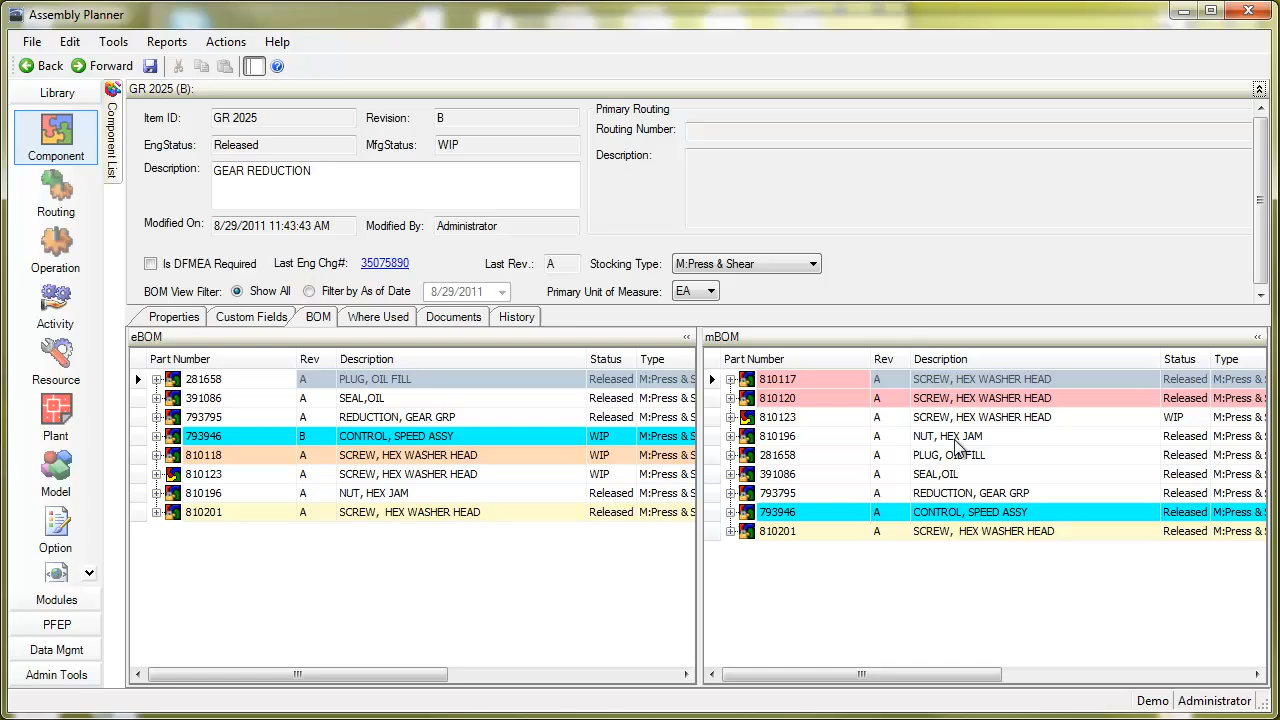 Assembly Planner
File Edit Tools Reports Actions Help
Back Forward
Library
Component
Routing
Operation
Activity
Resource
Plant
Model
Option
Modules
PFEP
Data Mgmt
Admin Tools
Component List
GR 2025 (B):
Item ID: GR 2025 Revision: B
EngStatus: Released MfgStatus: WIP
Description: GEAR REDUCTION
Modified On: 8/29/2011 11:43:43 AM Modified By: Administrator
Primary Routing
Routing Number:
Description:
Is DFMEA Required Last Eng Chg#: 35075890 Last Rev.: A Stocking Type: M:Press & Shear
BOM View Filter: Show All Filter by As of Date 8/29/2011 Primary Unit of Measure: EA
Properties Custom Fields BOM Where Used Documents History
eBOM
Part Number Rev Description Status Type
281658 A PLUG, OIL FILL Released M:Press & S
391086 A SEAL,OIL Released M:Press & S
793795 A REDUCTION, GEAR GRP Released M:Press & S
793946 B CONTROL, SPEED ASSY WIP M:Press & S
810118 A SCREW, HEX WASHER HEAD WIP M:Press & S
810123 A SCREW, HEX WASHER HEAD WIP M:Press & S
810196 A NUT, HEX JAM Released M:Press & S
810201 A SCREW, HEX WASHER HEAD Released M:Press & S
mBOM
Part Number Rev Description Status Type
810117 A SCREW, HEX WASHER HEAD Released M:Press &
810120 A SCREW, HEX WASHER HEAD Released M:Press &
810123 A SCREW, HEX WASHER HEAD WIP M:Press &
810196 A NUT, HEX JAM Released M:Press &
281658 A PLUG, OIL FILL Released M:Press &
391086 A SEAL,OIL Released M:Press &
793795 A REDUCTION, GEAR GRP Released M:Press &
793946 A CONTROL, SPEED ASSY Released M:Press &
810201 A SCREW, HEX WASHER HEAD Released M:Press &
Demo Administrator